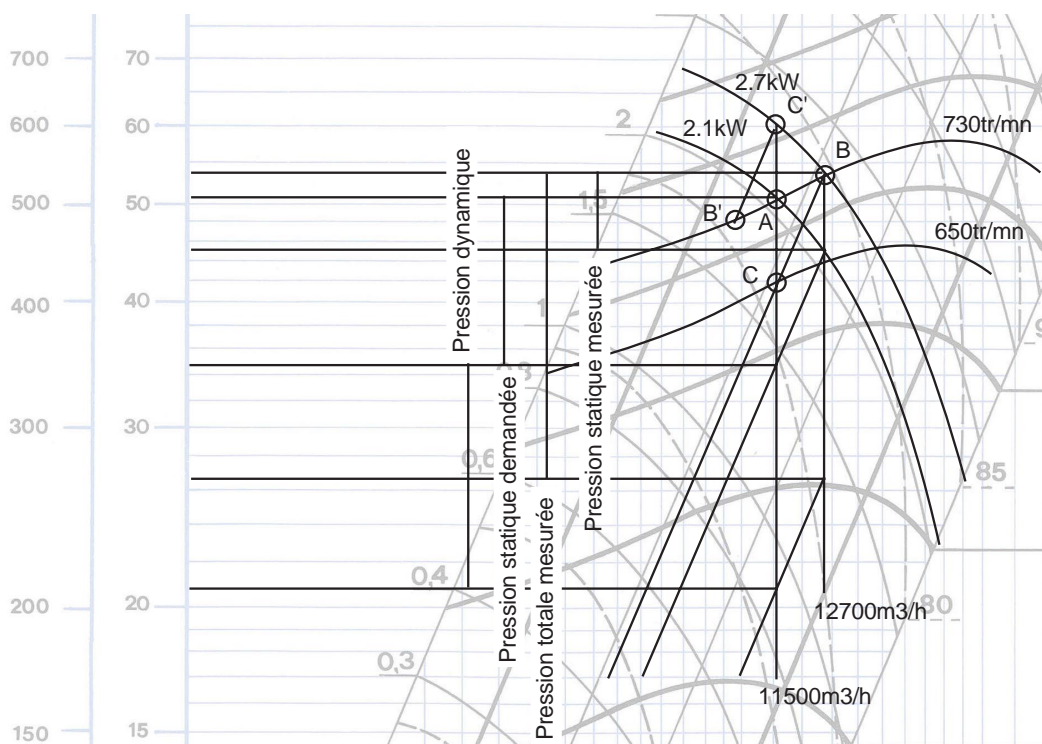 700
70
600
60
500
50
400
40
300
30
200
20
150
15
2.7kW
C'
2.1kW
2
730tr/mn
B
1,5
B'
A
650tr/mn
C
1
0,6
85
0,4
80
12700m3/h
0,3
11500m3/h
Pression dynamique
Pression statique demandée
Pression totale mesurée
Pression statique mesurée